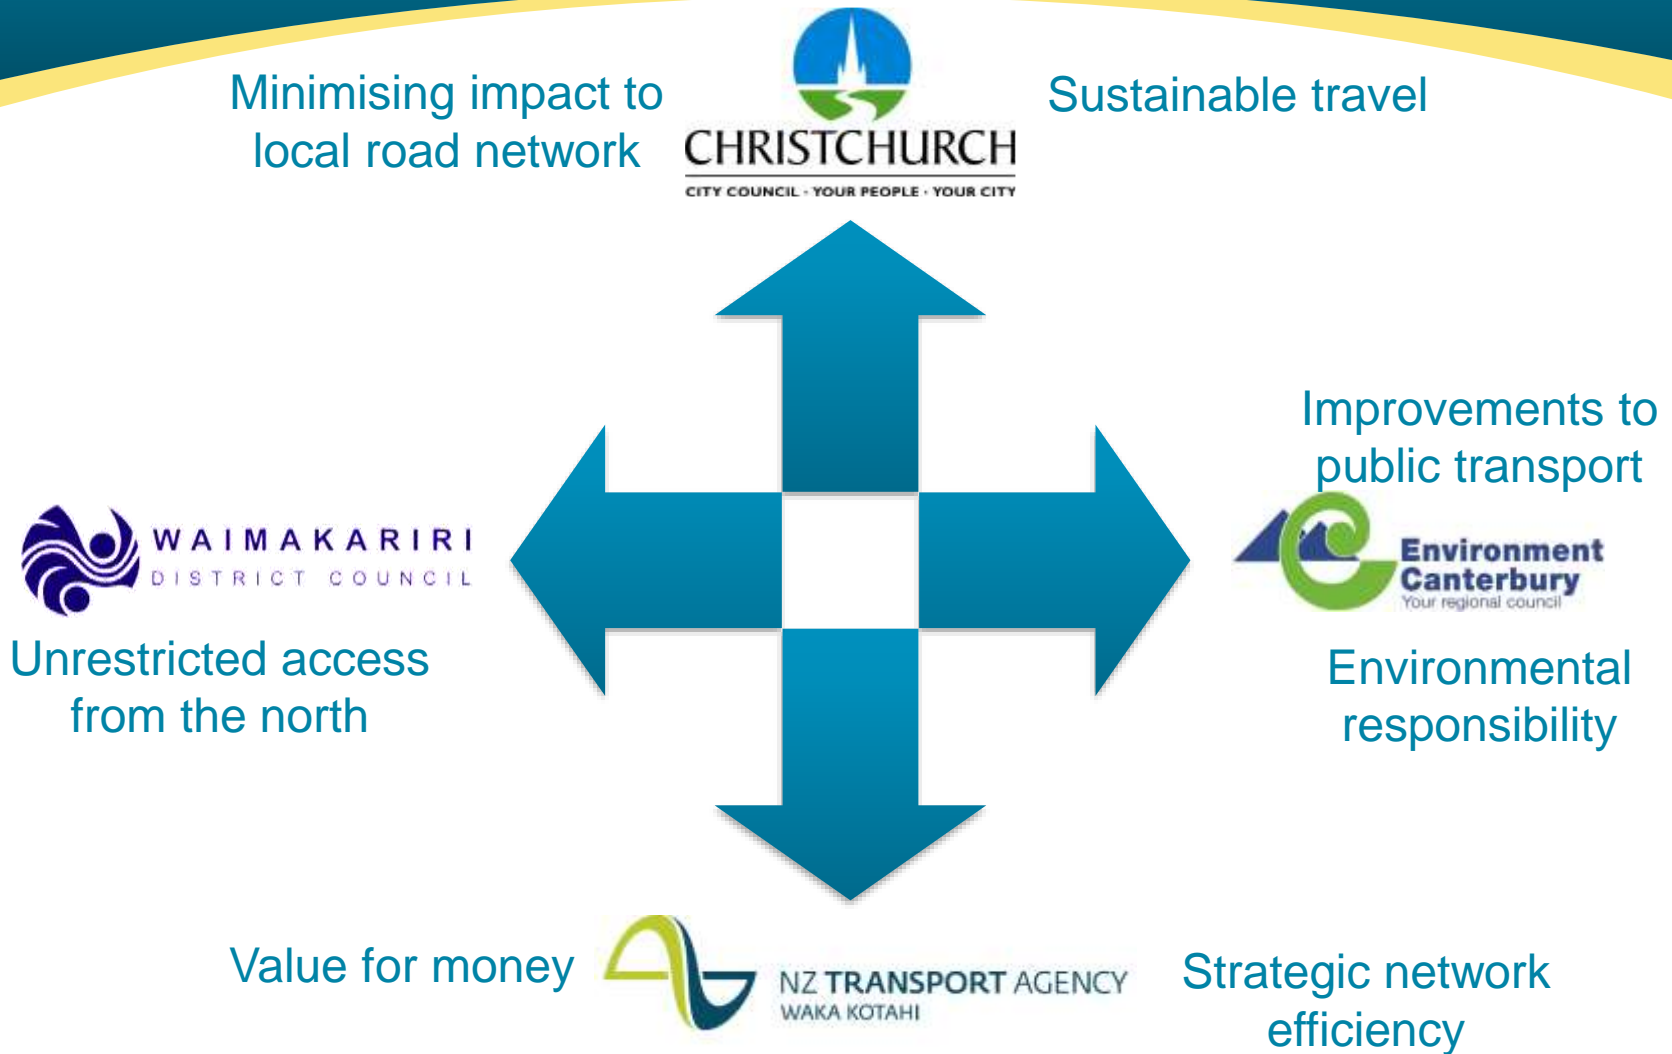 Minimising impact to
local road network
CHRISTCHURCH
CITY COUNCIL · YOUR PEOPLE · YOUR CITY
Sustainable travel
Improvements to
public transport
WAIMAKARIRI
DISTRICT COUNCIL
Environment
Canterbury
Your regional council
Unrestricted access
from the north
Environmental
responsibility
Value for money
NZ TRANSPORT AGENCY
WAKA KOTAHI
Strategic network
efficiency